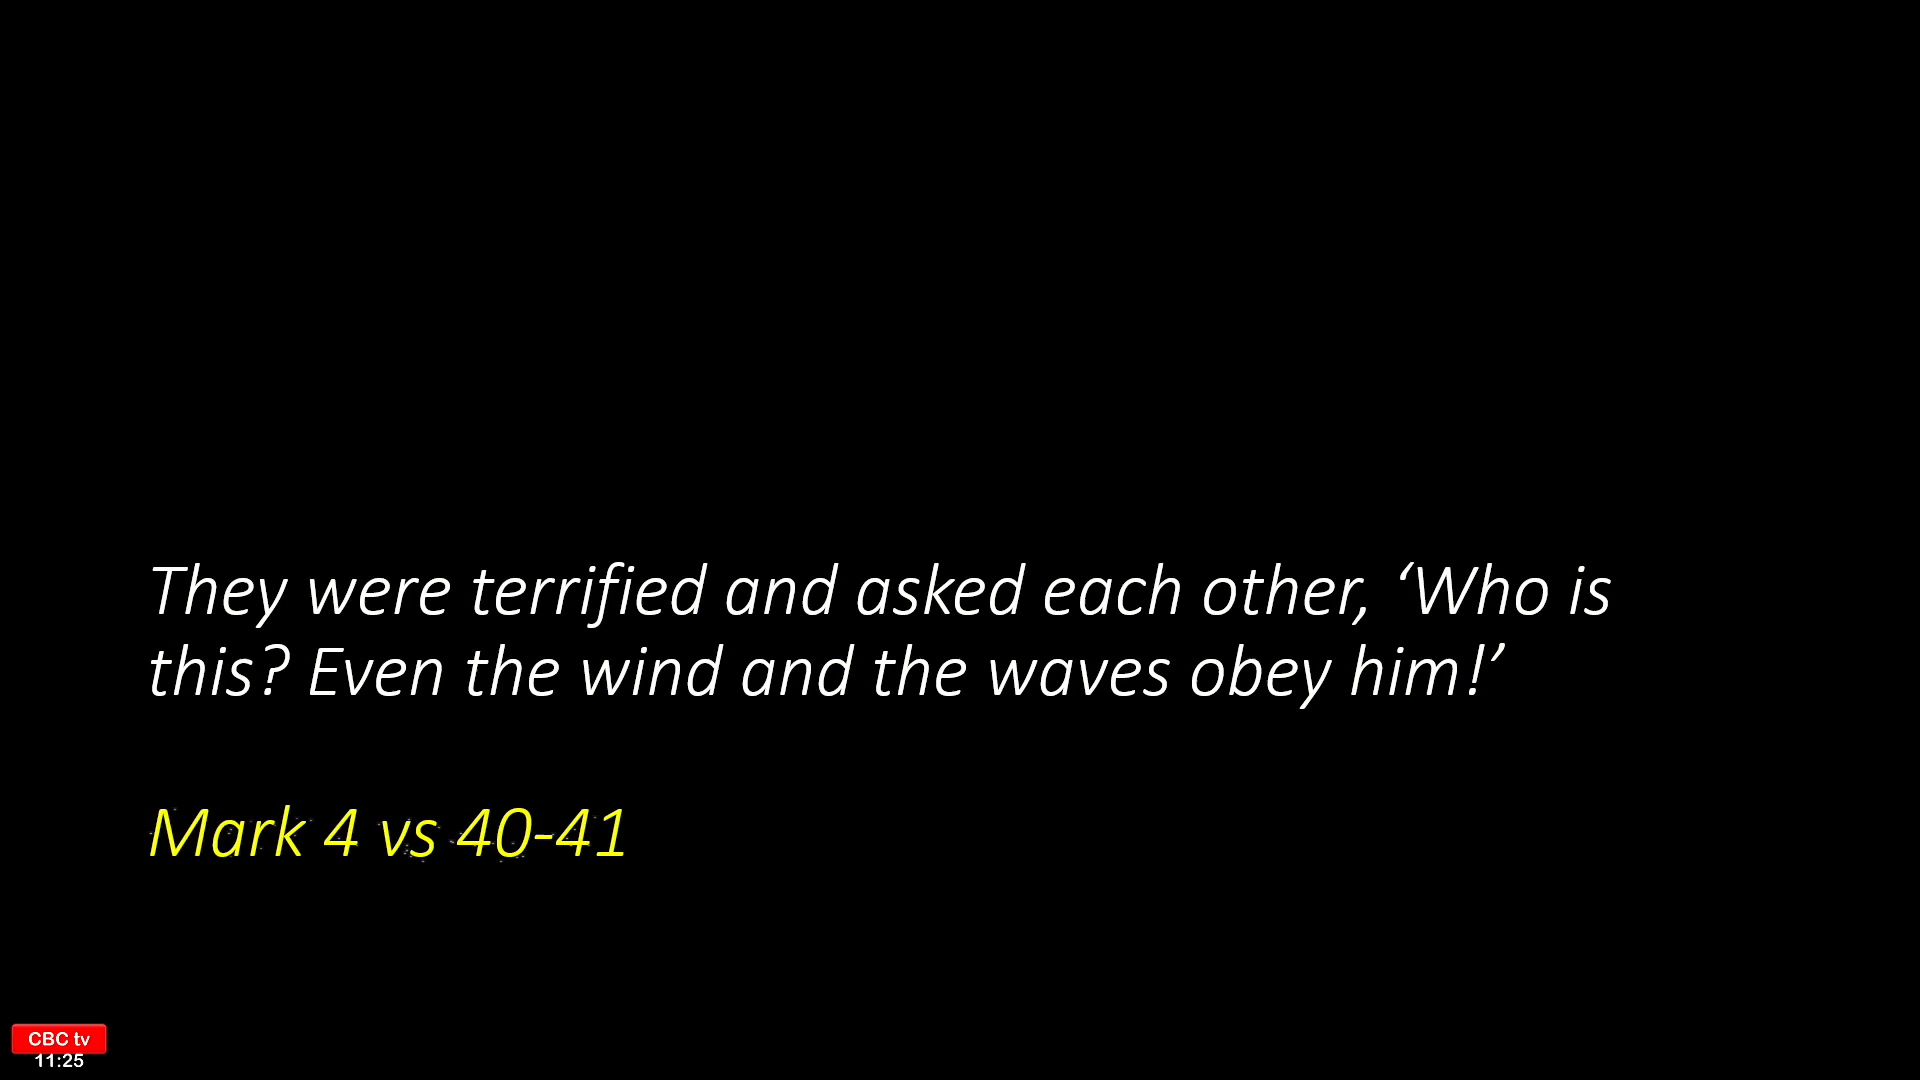 They were terrified and asked each other, ‘Who is
this? Even the wind and the waves obey him!’
Mark 4 vs 40-41
CBC tv
11:25